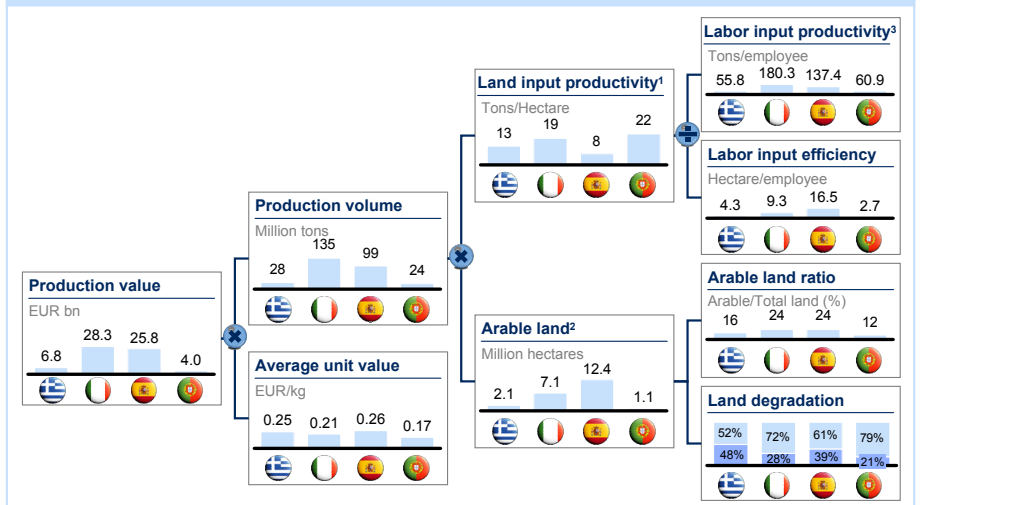 Production value
EUR bn
6.8 28.3 25.8 4.0
Production volume
Million tons
28 135 99 24
Average unit value
EUR/kg
0.25 0.21 0.26 0.17
Land input productivity¹
Tons/Hectare
13 19 8 22
Arable land²
Million hectares
2.1 7.1 12.4 1.1
Labor input productivity³
Tons/employee
55.8 180.3 137.4 60.9
Labor input efficiency
Hectare/employee
4.3 9.3 16.5 2.7
Arable land ratio
Arable/Total land (%)
16 24 24 12
Land degradation
52% 72% 61% 79%
48% 28% 39% 21%